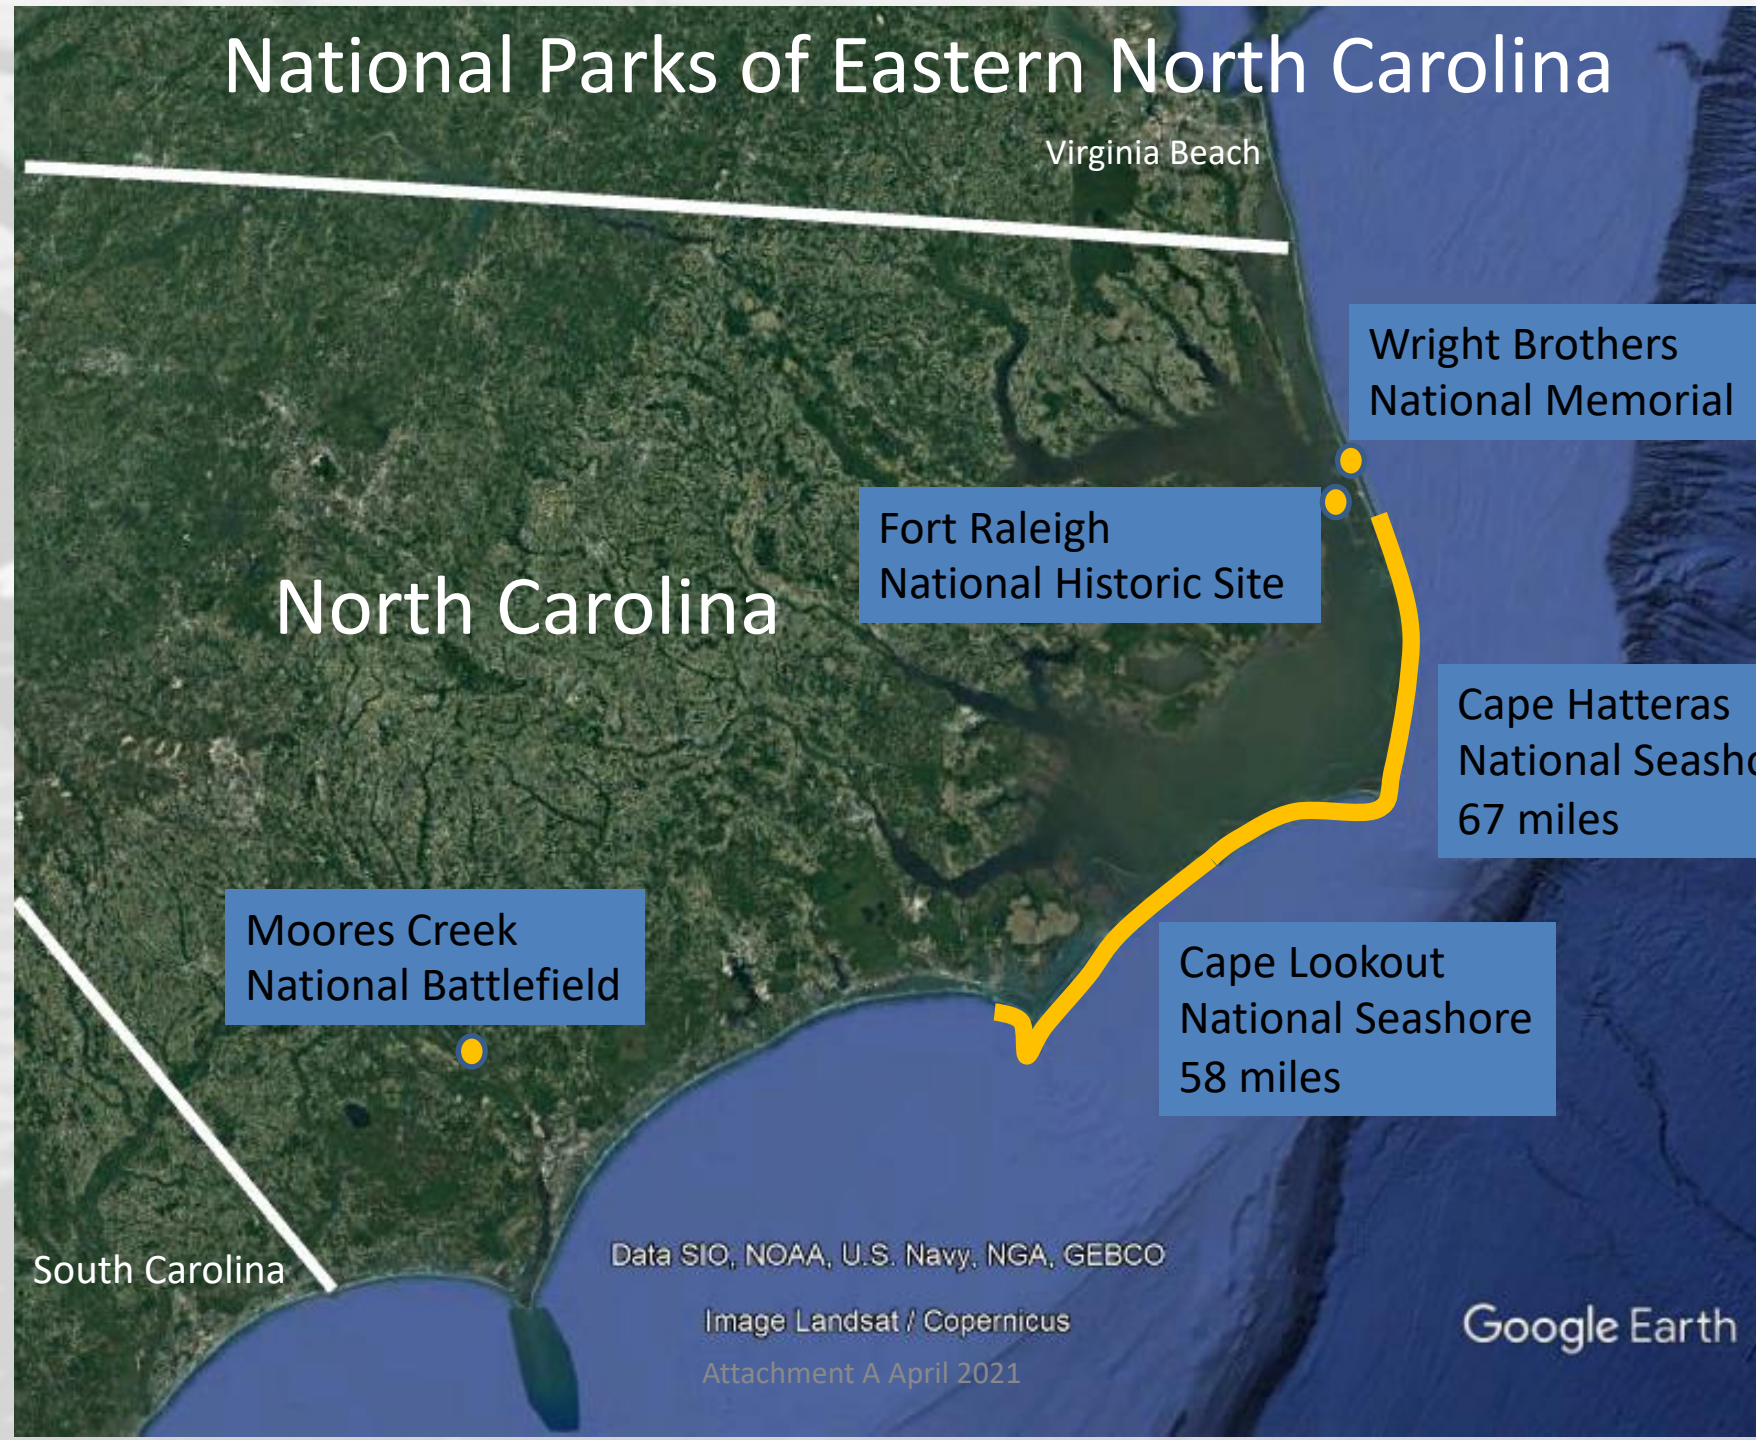 National Parks of Eastern North Carolina
Virginia Beach
Wright Brothers
National Memorial
Fort Raleigh
National Historic Site
North Carolina
Cape Hatteras
National
67 miles
Moores Creek
National Battlefield
Cape Lookout
National Seashore
58 miles
South Carolina
Data SIO, NOAA, U.S. Navy, NGA, GEBCO
Image Landsat / Copernicus
Google Earth
Attachment A April 2021